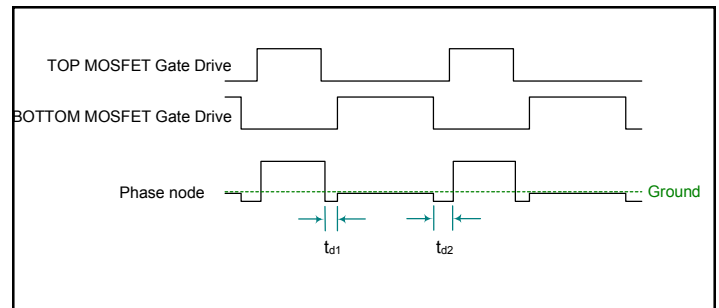 TOP MOSFET Gate Drive
BOTTOM MOSFET Gate Drive
Phase node
Ground
td1
td2